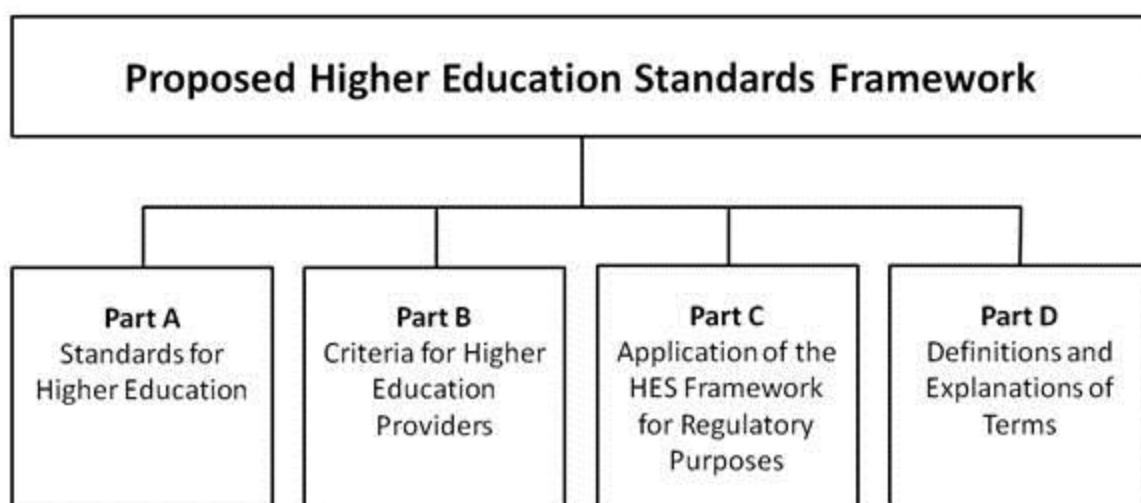 Proposed Higher Education Standards Framework
Part A
Standards for
Higher Education
Part B
Criteria for Higher
Education
Providers
Part C
Application of the
HES Framework
for Regulatory
Purposes
Part D
Definitions and
Explanations of
Terms